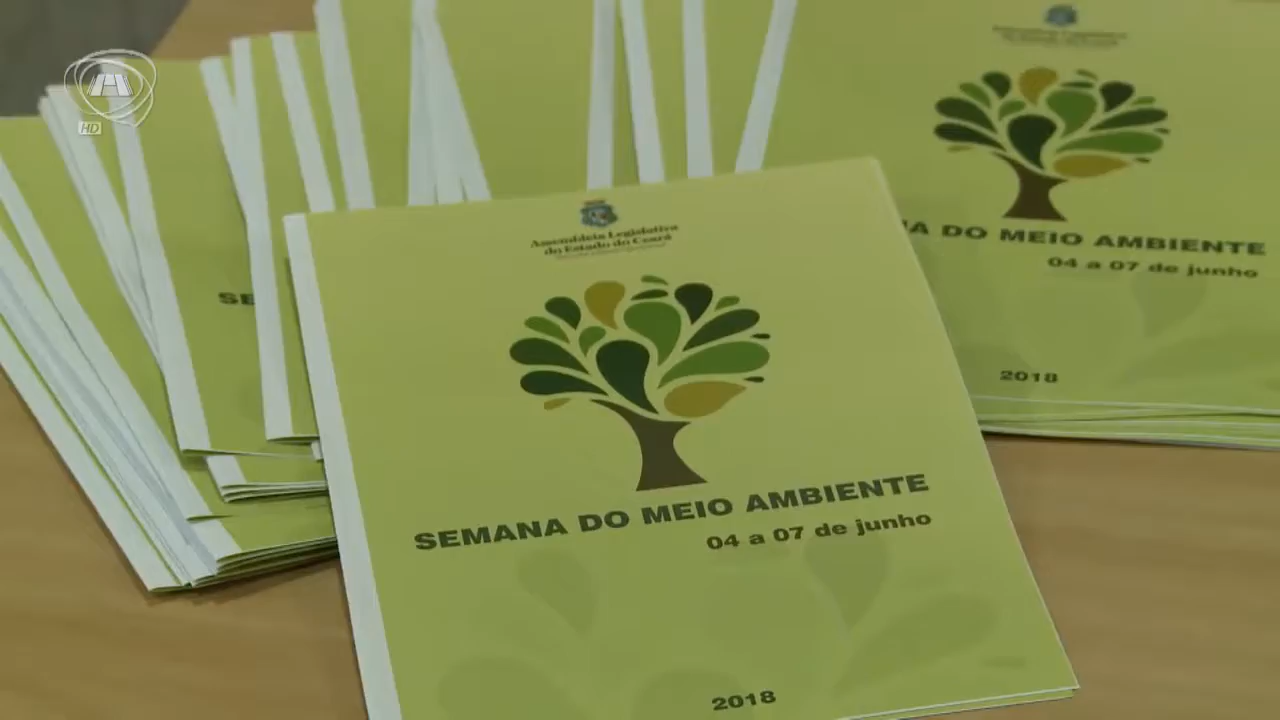 HD
Assembleia Legislativa
do Estado do Ceará
SEMANA DO MEIO AMBIENTE
04 a 07 de junho
2018
DO MEIO AMBIENTE
04 a 07 de junho
2018
SE